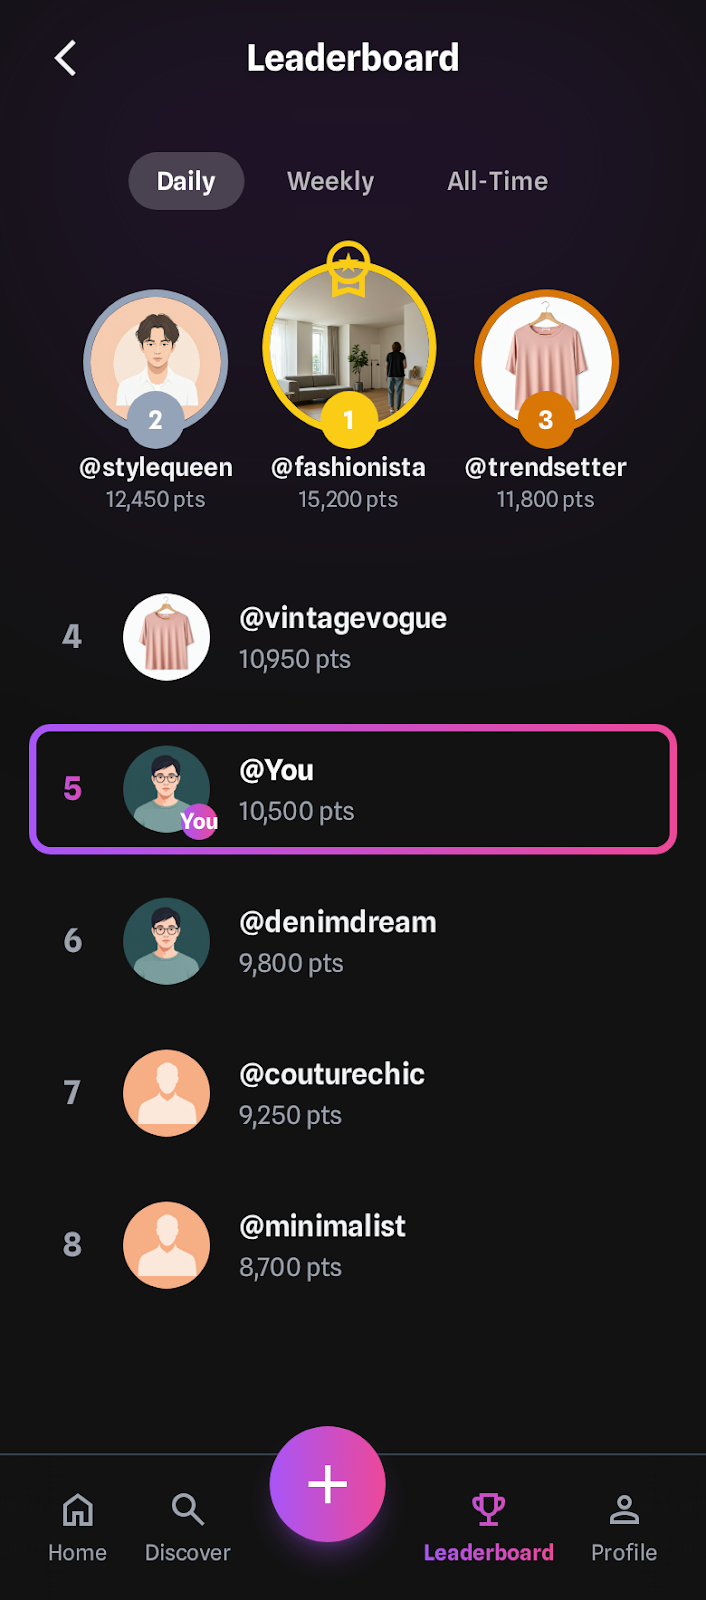 Leaderboard
Daily Weekly All-Time
2 1 3
@stylequeen @fashionista @trendsetter
12,450 pts 15,200 pts 11,800 pts
4
@vintagevogue
10,950 pts
5
You
@You
10,500 pts
6
@denimdream
9,800 pts
7
@couturechic
9,250 pts
8
@minimalist
8,700 pts
Home Discover Leaderboard Profile